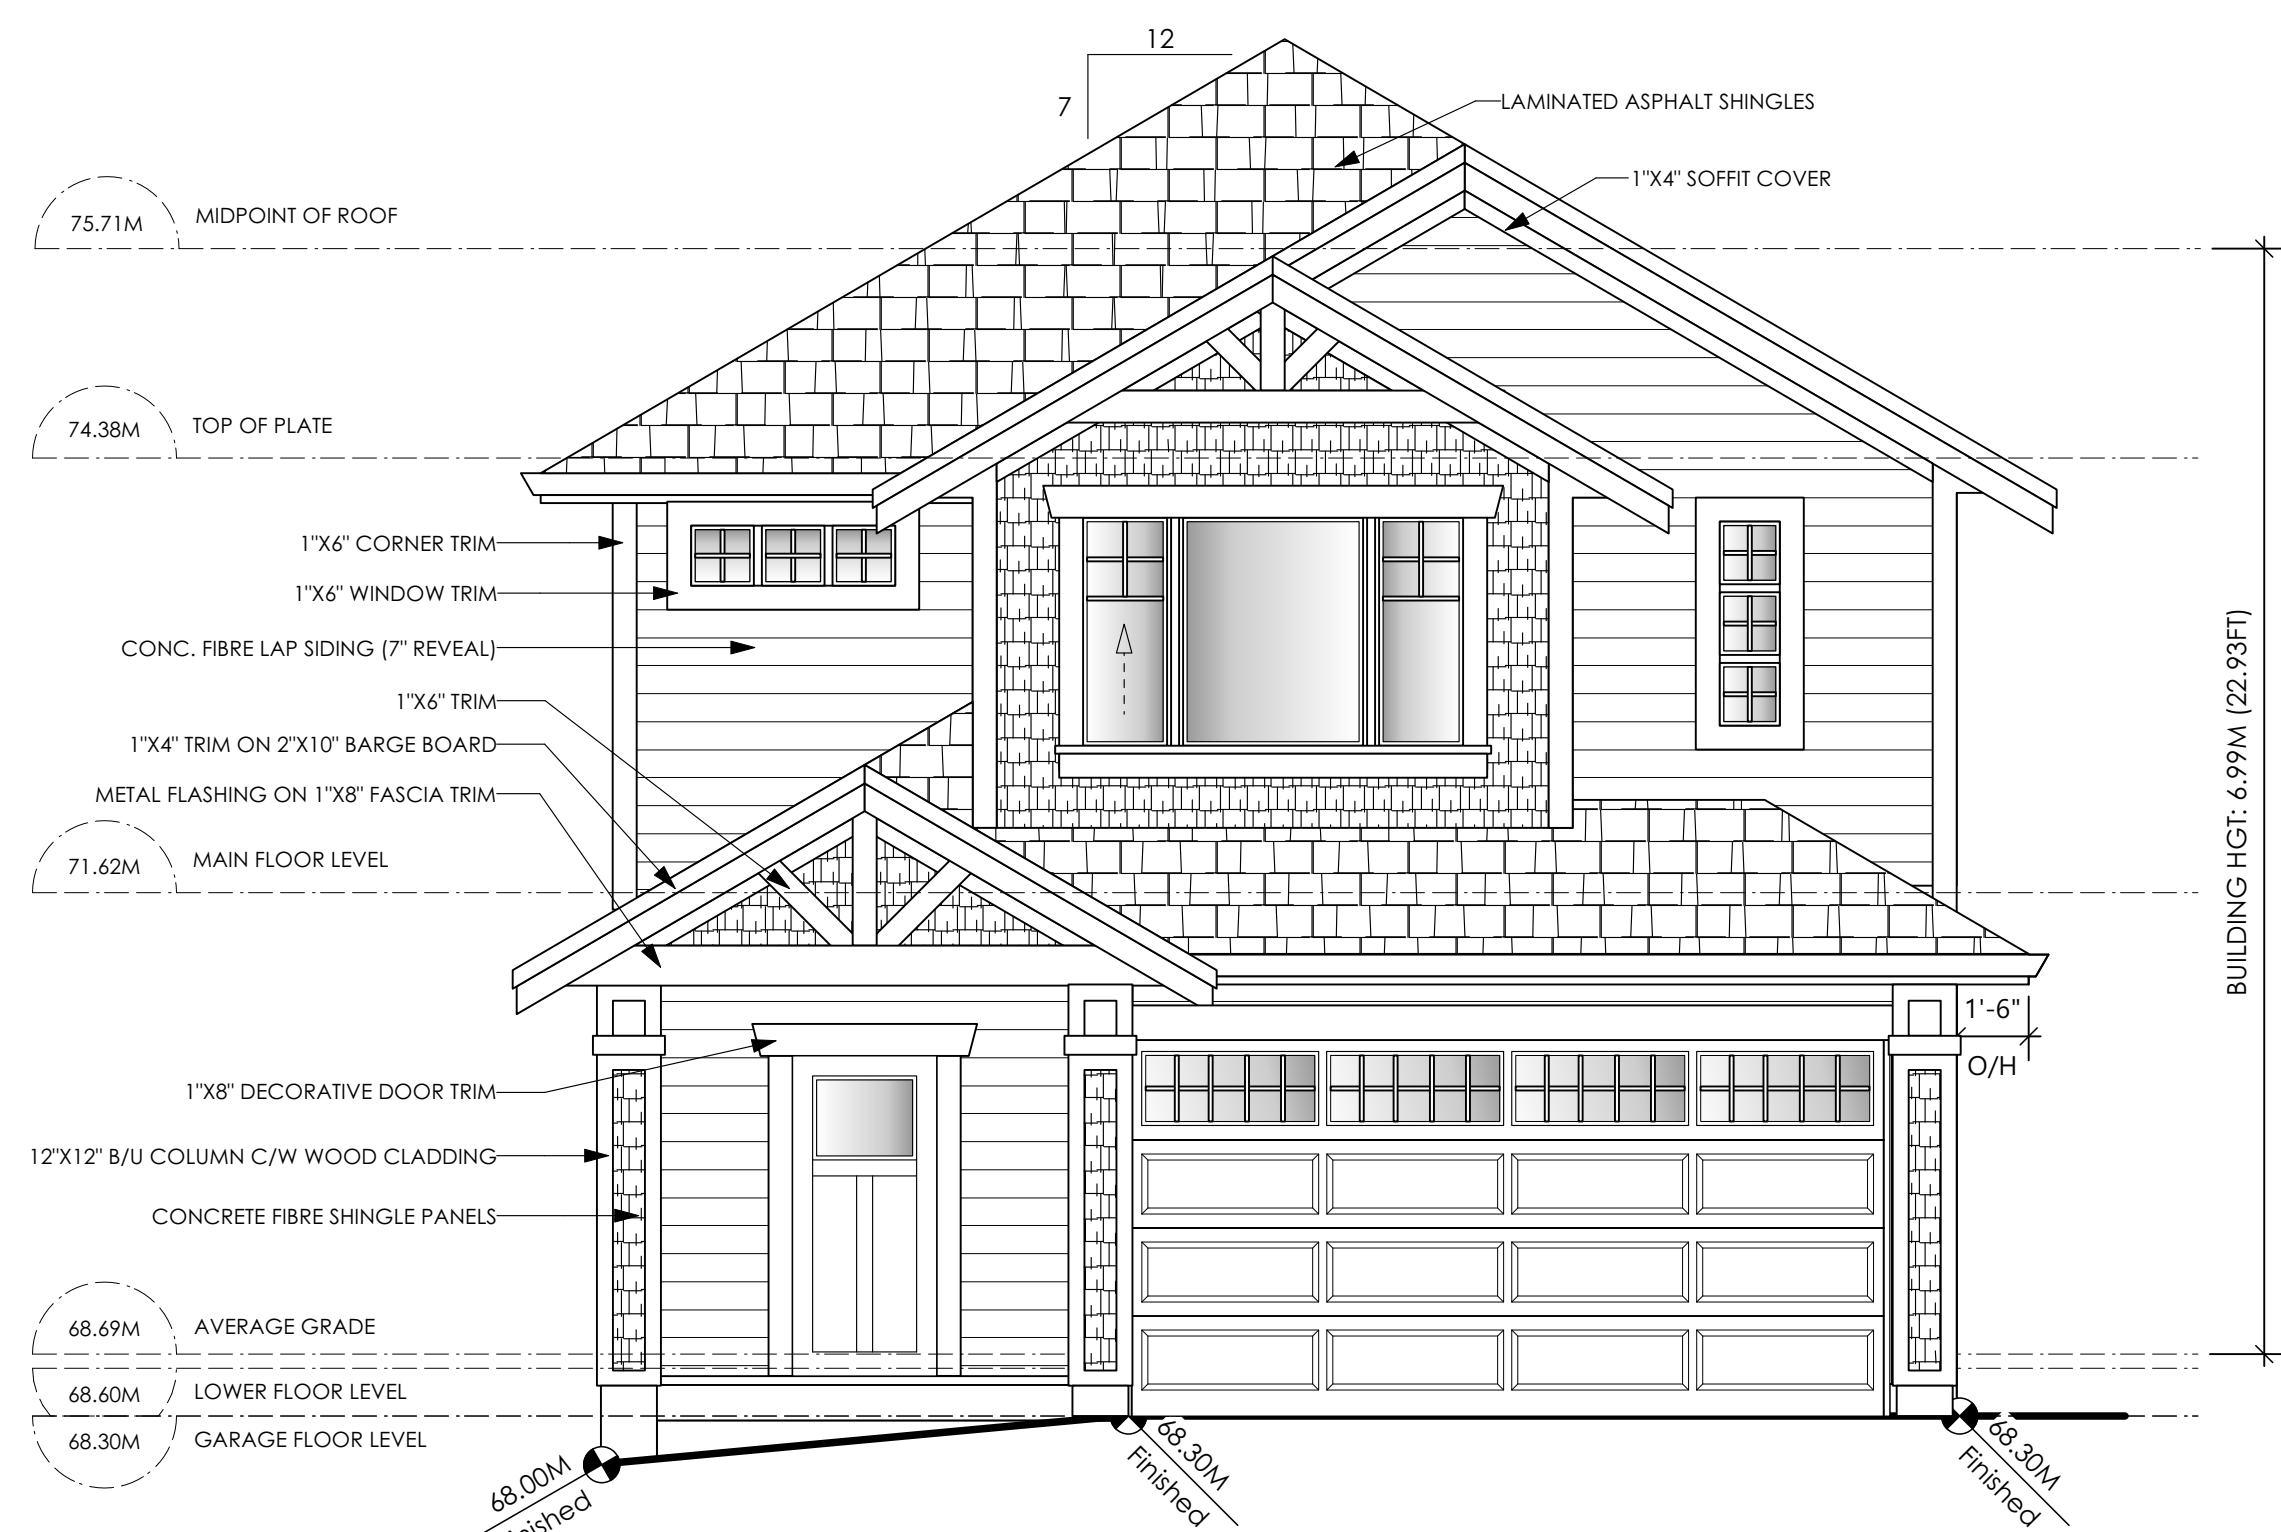 12
7
LAMINATED ASPHALT SHINGLES
1"X4" SOFFIT COVER
75.71M
MIDPOINT OF ROOF
74.38M
TOP OF PLATE
1"X6" CORNER TRIM
1"X6" WINDOW TRIM
CONC. FIBRE LAP SIDING (7" REVEAL)
1"X6" TRIM
1"X4" TRIM ON 2"X10" BARGE BOARD
METAL FLASHING ON 1"X8" FASCIA TRIM
71.62M
MAIN FLOOR LEVEL
BUILDING HGT: 6.99M (22.93FT)
1'-6"
O/H
1"X8" DECORATIVE DOOR TRIM
12"X12" B/U COLUMN C/W WOOD CLADDING
CONCRETE FIBRE SHINGLE PANELS
68.69M
AVERAGE GRADE
68.60M
LOWER FLOOR LEVEL
68.30M
GARAGE FLOOR LEVEL
68.00M
68.30M
Finished
68.30M
Finished